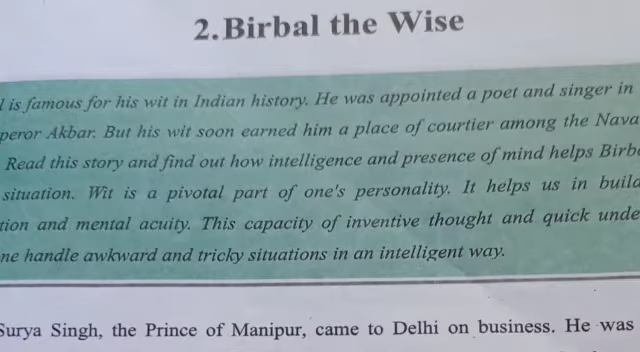 2. Birbal the Wise
l is famous for his wit in Indian history. He was appointed a poet and singer in
peror Akbar. But his wit soon earned him a place of courtier among the Nava
Read this story and find out how intelligence and presence of mind helps Birb
situation. Wit is a pivotal part of one's personality. It helps us in build
tion and mental acuity. This capacity of inventive thought and quick unde
ne handle awkward and tricky situations in an intelligent way.
Surya Singh, the Prince of Manipur, came to Delhi on business. He was